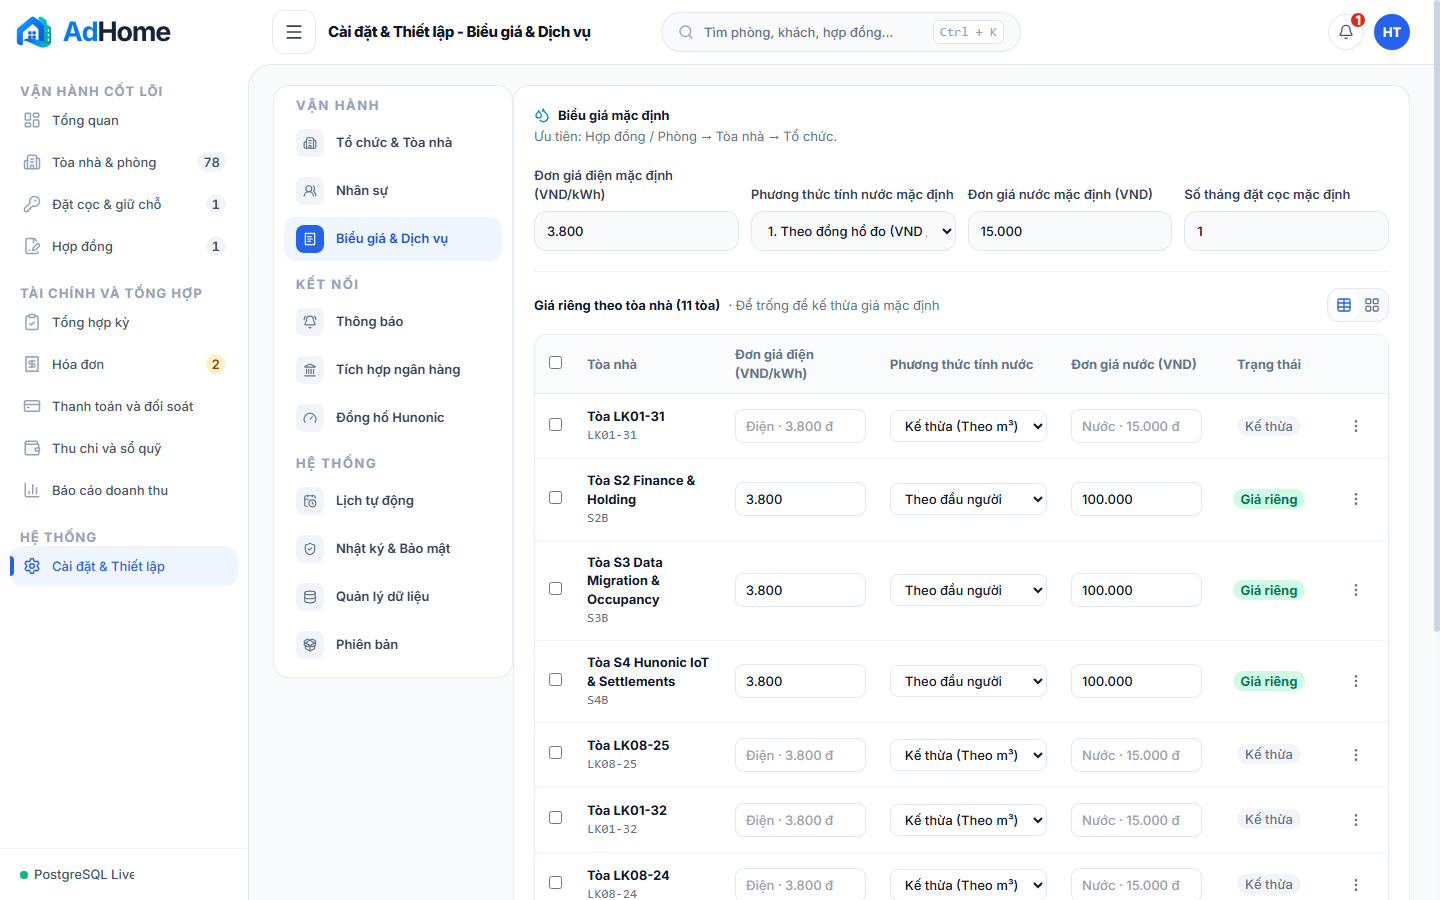 AdHome
Cài đặt & Thiết lập - Biểu giá & Dịch vụ
Tìm phòng, khách, hợp đồng...
Ctrl + K
1
HT
VẬN HÀNH CỐT LÕI
Tổng quan
Tòa nhà & phòng
78
Đặt cọc & giữ chỗ
1
Hợp đồng
1
TÀI CHÍNH VÀ TỔNG HỢP
Tổng hợp kỳ
Hóa đơn
2
Thanh toán và đối soát
Thu chi và sổ quỹ
Báo cáo doanh thu
HỆ THỐNG
Cài đặt & Thiết lập
PostgreSQL Live
VẬN HÀNH
Tổ chức & Tòa nhà
Nhân sự
Biểu giá & Dịch vụ
KẾT NỐI
Thông báo
Tích hợp ngân hàng
Đồng hồ Hunonic
HỆ THỐNG
Lịch tự động
Nhật ký & Bảo mật
Quản lý dữ liệu
Phiên bản
Biểu giá mặc định
Ưu tiên: Hợp đồng / Phòng → Tòa nhà → Tổ chức.
Đơn giá điện mặc định
(VND/kWh)
Phương thức tính nước mặc định
Đơn giá nước mặc định (VND)
Số tháng đặt cọc mặc định
3.800
1. Theo đồng hồ đo (VND
15.000
1
Giá riêng theo tòa nhà (11 tòa) · Để trống để kế thừa giá mặc định
Tòa nhà
Đơn giá điện
(VND/kWh)
Phương thức tính nước
Đơn giá nước (VND)
Trạng thái
Tòa LK01-31
LK01-31
Điện · 3.800 đ
Kế thừa (Theo m³)
Nước · 15.000 đ
Kế thừa
Tòa S2 Finance &
Holding
S2B
3.800
Theo đầu người
100.000
Giá riêng
Tòa S3 Data
Migration &
Occupancy
S3B
3.800
Theo đầu người
100.000
Giá riêng
Tòa S4 Hunonic IoT
& Settlements
S4B
3.800
Theo đầu người
100.000
Giá riêng
Tòa LK08-25
LK08-25
Điện · 3.800 đ
Kế thừa (Theo m³)
Nước · 15.000 đ
Kế thừa
Tòa LK01-32
LK01-32
Điện · 3.800 đ
Kế thừa (Theo m³)
Nước · 15.000 đ
Kế thừa
Tòa LK08-24
LK08-24
Điện · 3.800 đ
Kế thừa (Theo m³)
Nước · 15.000 đ
Kế thừa